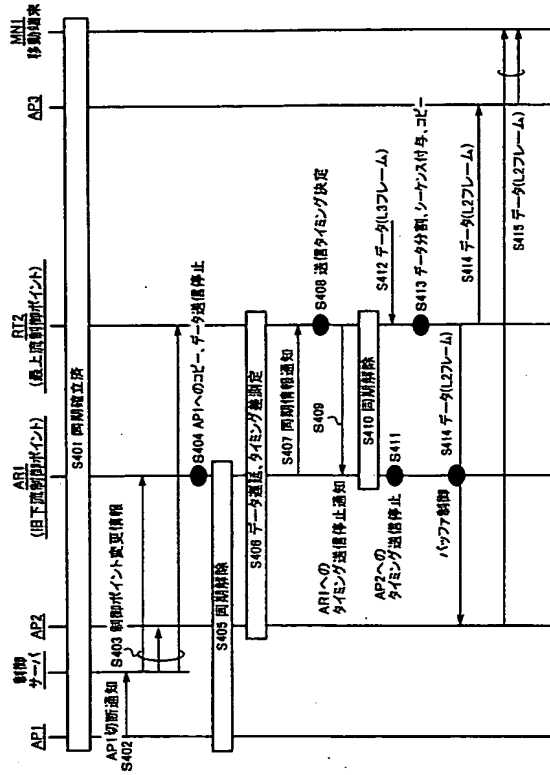 AP1
制御
サーバ
AP2
AR1
(旧下流制御ポイント)
RT2
(最上流制御ポイント)
AP3
MN1
移動端末
S401 同期確立済
AP1切断通知
S402
S403 制御ポイント変更情報
S404 AP1へのコピー、データ送信停止
S405 同期解除
S406 データ遅延、タイミング差測定
S407 同期情報通知
S408 送信タイミング決定
S409
AR1への
タイミング送信停止通知
S410 同期解除
S411
AP2への
タイミング送信停止
S412 データ(L3フレーム)
S413 データ分割、シーケンス付与、コピー
S414 データ(L2フレーム)
バッファ制御
S414 データ(L2フレーム)
S415 データ(L2フレーム)